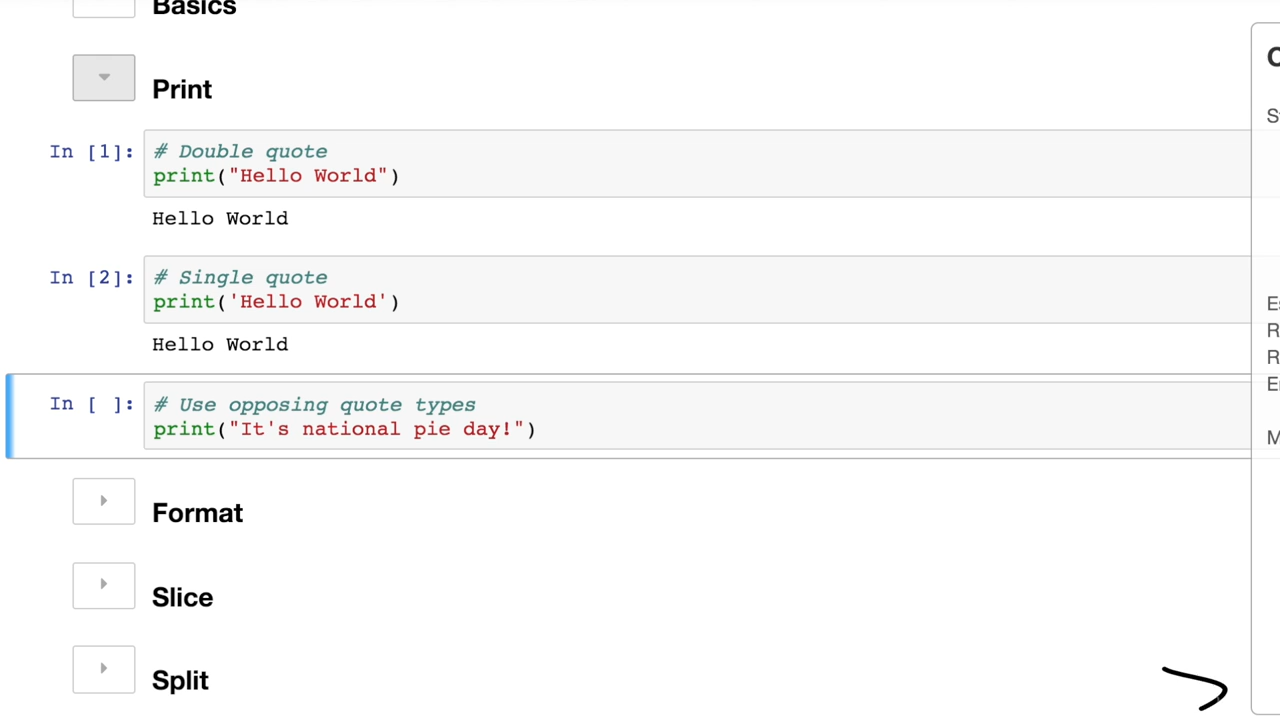 Basics
Print
In [1]: # Double quote
print("Hello World")
Hello World
In [2]: # Single quote
print('Hello World')
Hello World
In [ ]: # Use opposing quote types
print("It's national pie day!")
Format
Slice
Split